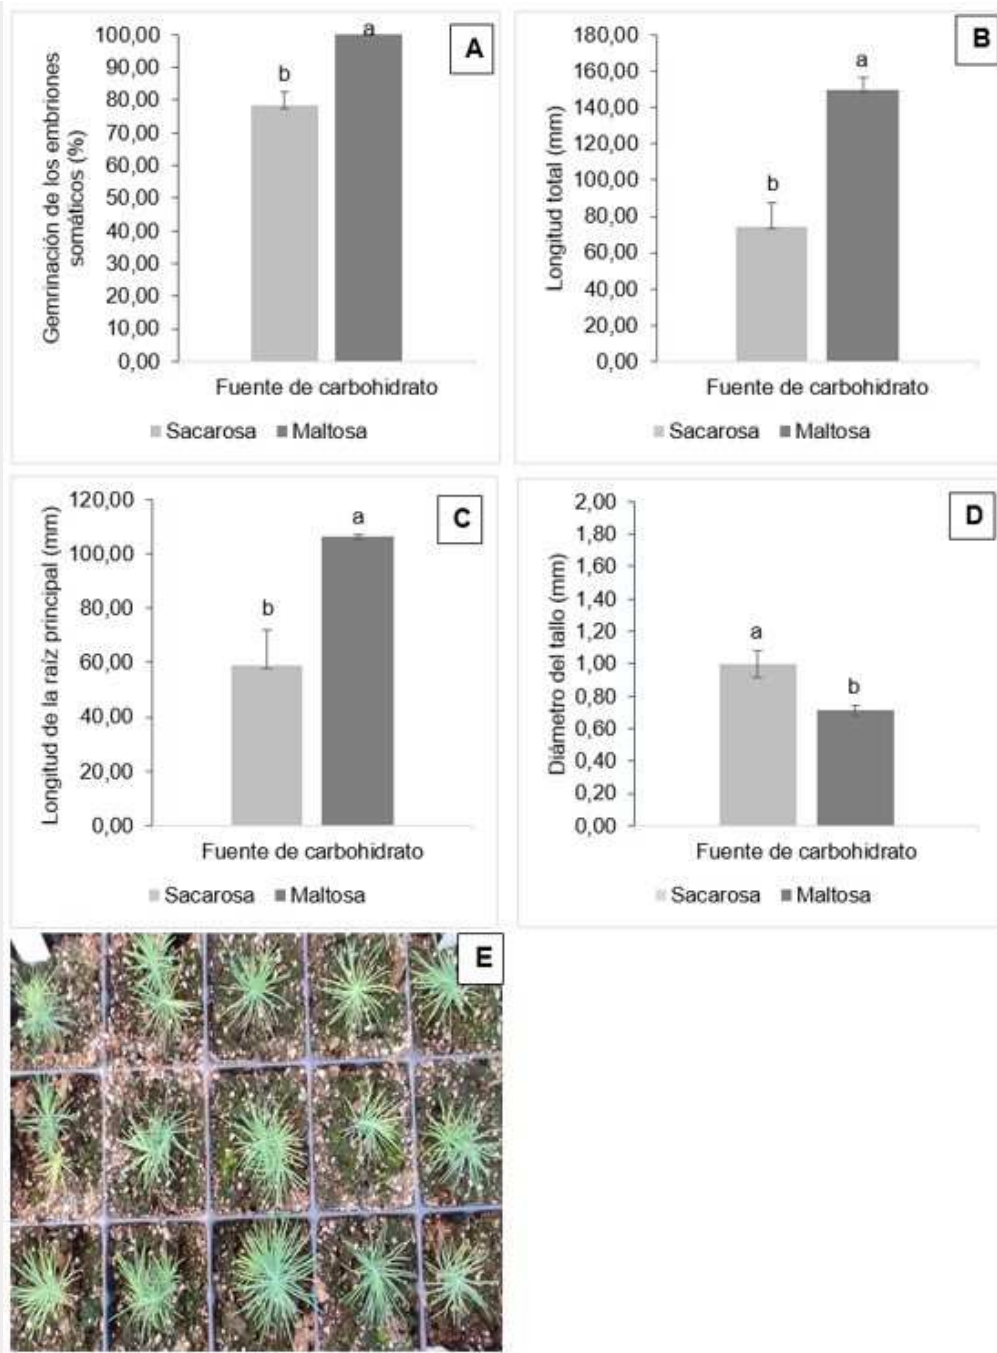 A
Gemrinación de los embriones
somáticos (%)
100,00
90,00
80,00
70,00
60,00
50,00
40,00
30,00
20,00
10,00
0,00
b
a
Fuente de carbohidrato
Sacarosa Maltosa
B
Longitud total (mm)
180,00
160,00
140,00
120,00
100,00
80,00
60,00
40,00
20,00
0,00
b
a
Fuente de carbohidrato
Sacarosa Maltosa
C
Longitud de la raíz principal (mm)
120,00
100,00
80,00
60,00
40,00
20,00
0,00
b
a
Fuente de carbohidrato
Sacarosa Maltosa
D
Diámetro del tallo (mm)
2,00
1,80
1,60
1,40
1,20
1,00
0,80
0,60
0,40
0,20
0,00
a
b
Fuente de carbohidrato
Sacarosa Maltosa
E